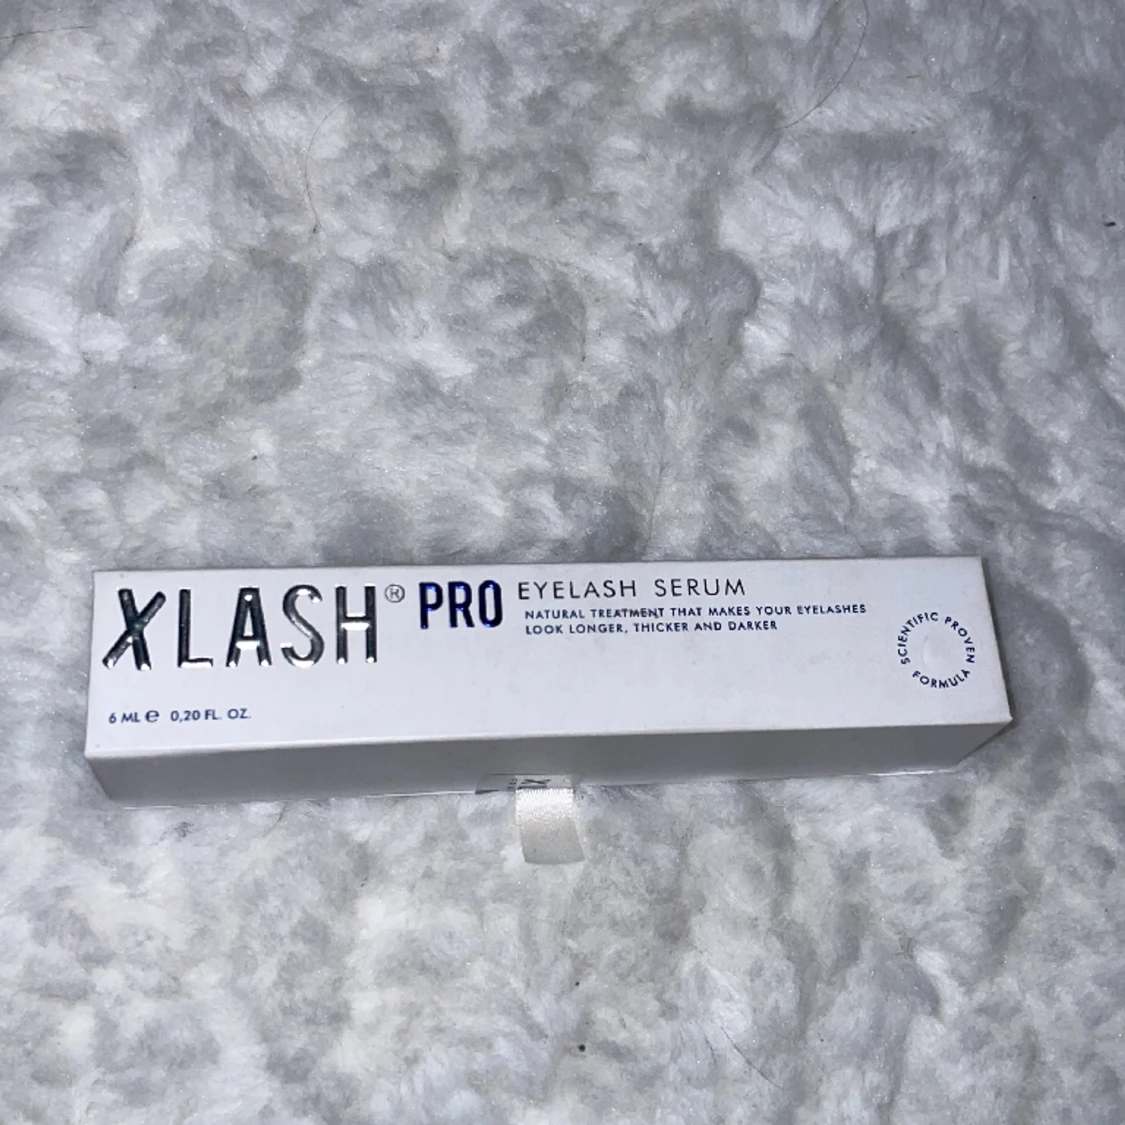 XLASH® PRO EYELASH SERUM
NATURAL TREATMENT THAT MAKES YOUR EYELASHES
LOOK LONGER, THICKER AND DARKER
SCIENTIFIC PROVEN
FORMULA
6 ML ℮ 0,20 FL. OZ.